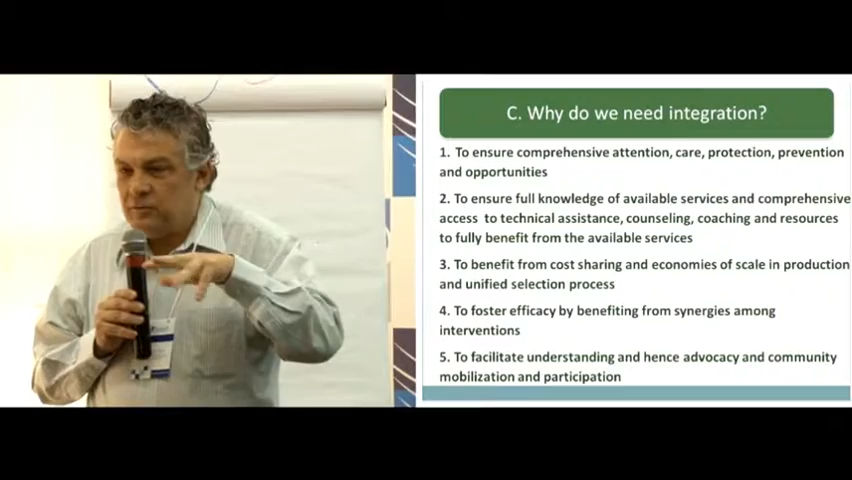 C. Why do we need integration?
1. To ensure comprehensive attention, care, protection, prevention
and opportunities
2. To ensure full knowledge of available services and comprehensive
access to technical assistance, counseling, coaching and resources
to fully benefit from the available services
3. To benefit from cost sharing and economies of scale in production
and unified selection process
4. To foster efficacy by benefiting from synergies among
interventions
5. To facilitate understanding and hence advocacy and community
mobilization and participation